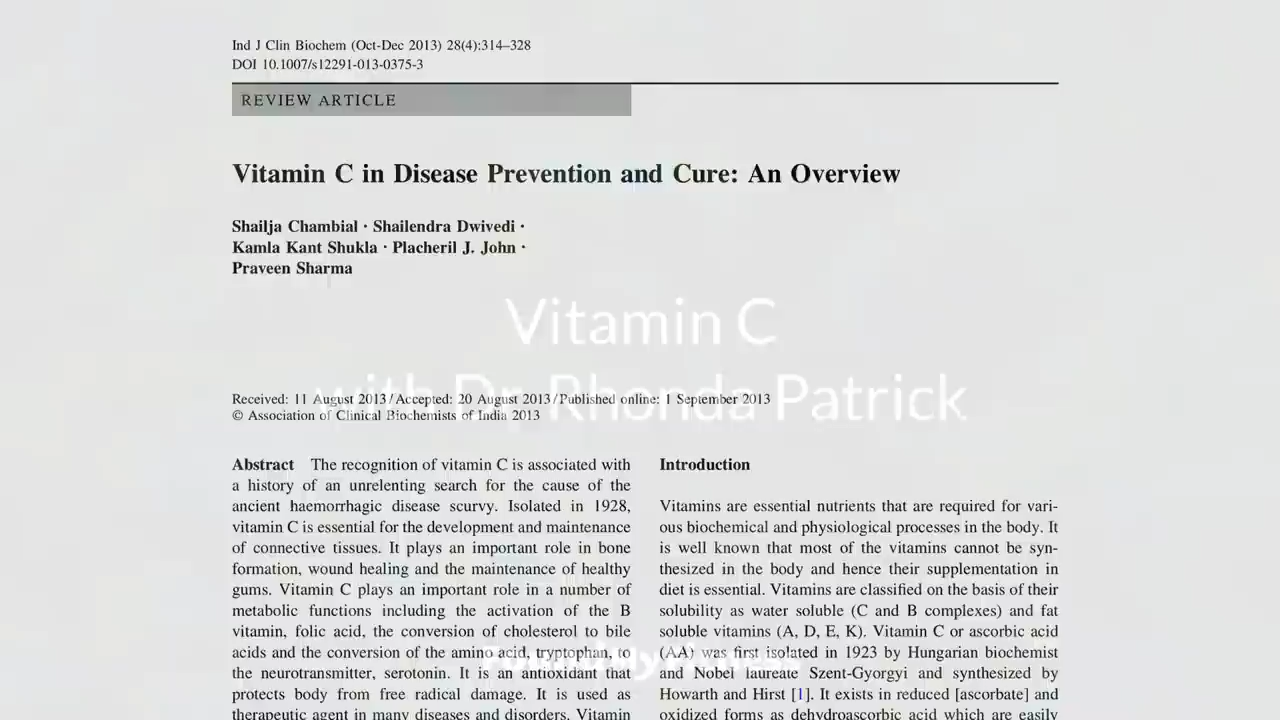 Ind J Clin Biochem (Oct-Dec 2013) 28(4):314–328
DOI 10.1007/s12291-013-0375-3
REVIEW ARTICLE
Vitamin C in Disease Prevention and Cure: An Overview
Shailja Chambial · Shailendra Dwivedi ·
Kamla Kant Shukla · Placheril J. John ·
Praveen Sharma
Vitamin C
with Dr. Rhonda Patrick
Received: 11 August 2013 / Accepted: 20 August 2013 / Published online: 1 September 2013
© Association of Clinical Biochemists of India 2013
Abstract The recognition of vitamin C is associated with
a history of an unrelenting search for the cause of the
ancient haemorrhagic disease scurvy. Isolated in 1928,
vitamin C is essential for the development and maintenance
of connective tissues. It plays an important role in bone
formation, wound healing and the maintenance of healthy
gums. Vitamin C plays an important role in a number of
metabolic functions including the activation of the B
vitamin, folic acid, the conversion of cholesterol to bile
acids and the conversion of the amino acid, tryptophan, to
the neurotransmitter, serotonin. It is an antioxidant that
protects body from free radical damage. It is used as
therapeutic agent in many diseases and disorders. Vitamin
Introduction
Vitamins are essential nutrients that are required for vari-
ous biochemical and physiological processes in the body. It
is well known that most of the vitamins cannot be syn-
thesized in the body and hence their supplementation in
diet is essential. Vitamins are classified on the basis of their
solubility as water soluble (C and B complexes) and fat
soluble vitamins (A, D, E, K). Vitamin C or ascorbic acid
(AA) was first isolated in 1923 by Hungarian biochemist
and Nobel laureate Szent-Gyorgyi and synthesized by
Howarth and Hirst [1]. It exists in reduced [ascorbate] and
oxidized forms as dehydroascorbic acid which are easily
FoundMyFitness